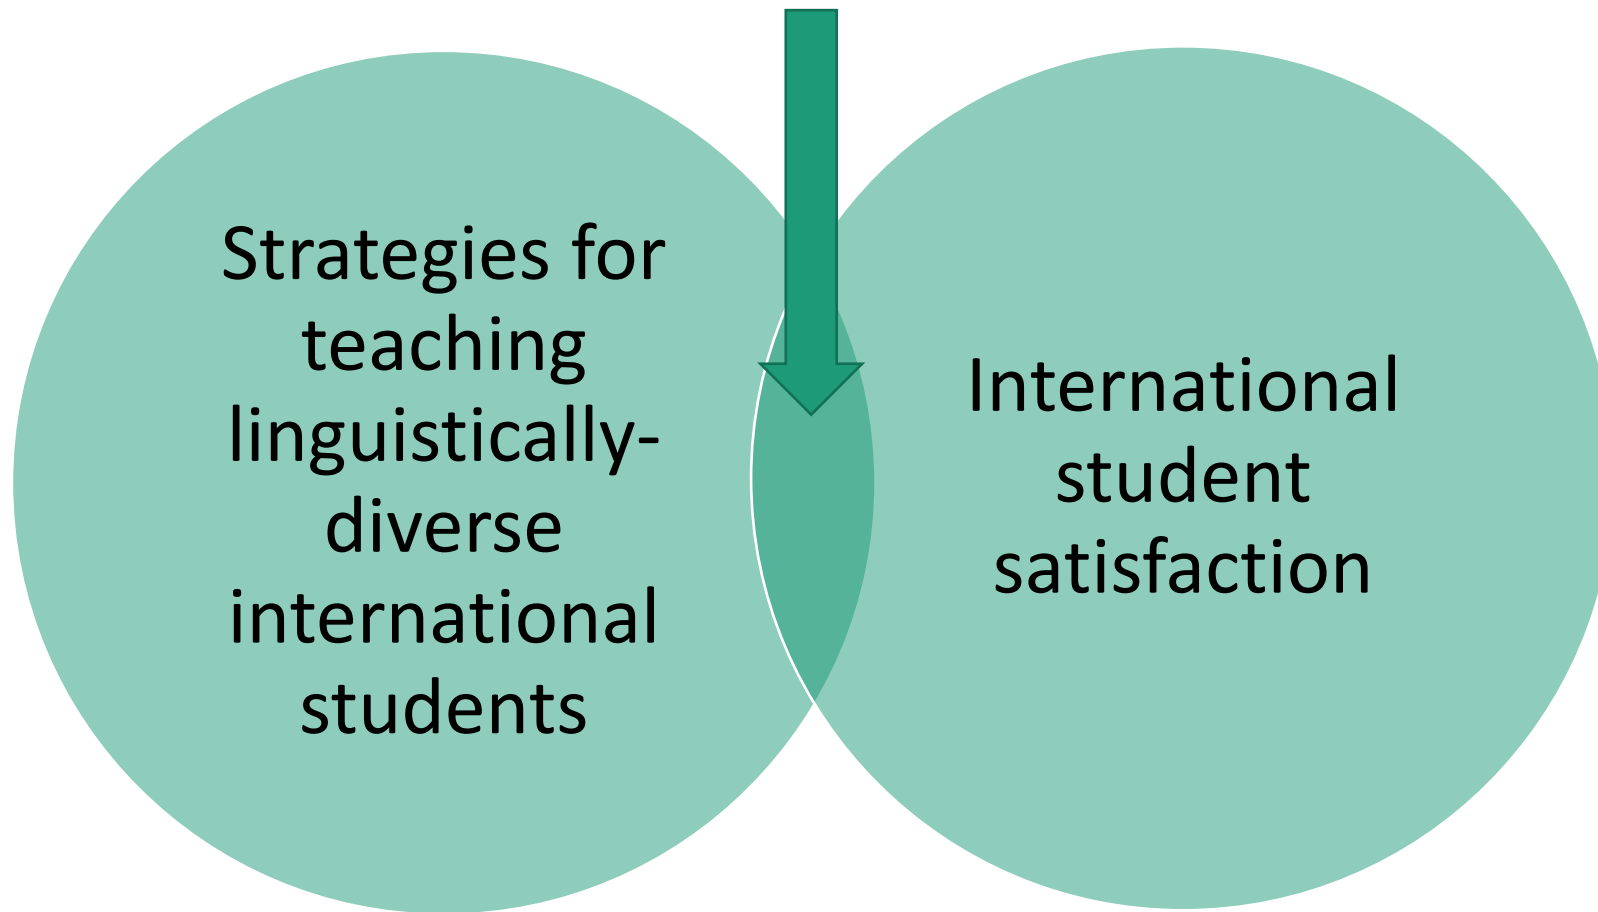 Strategies for
teaching
linguistically-
diverse
international
students
International
student
satisfaction